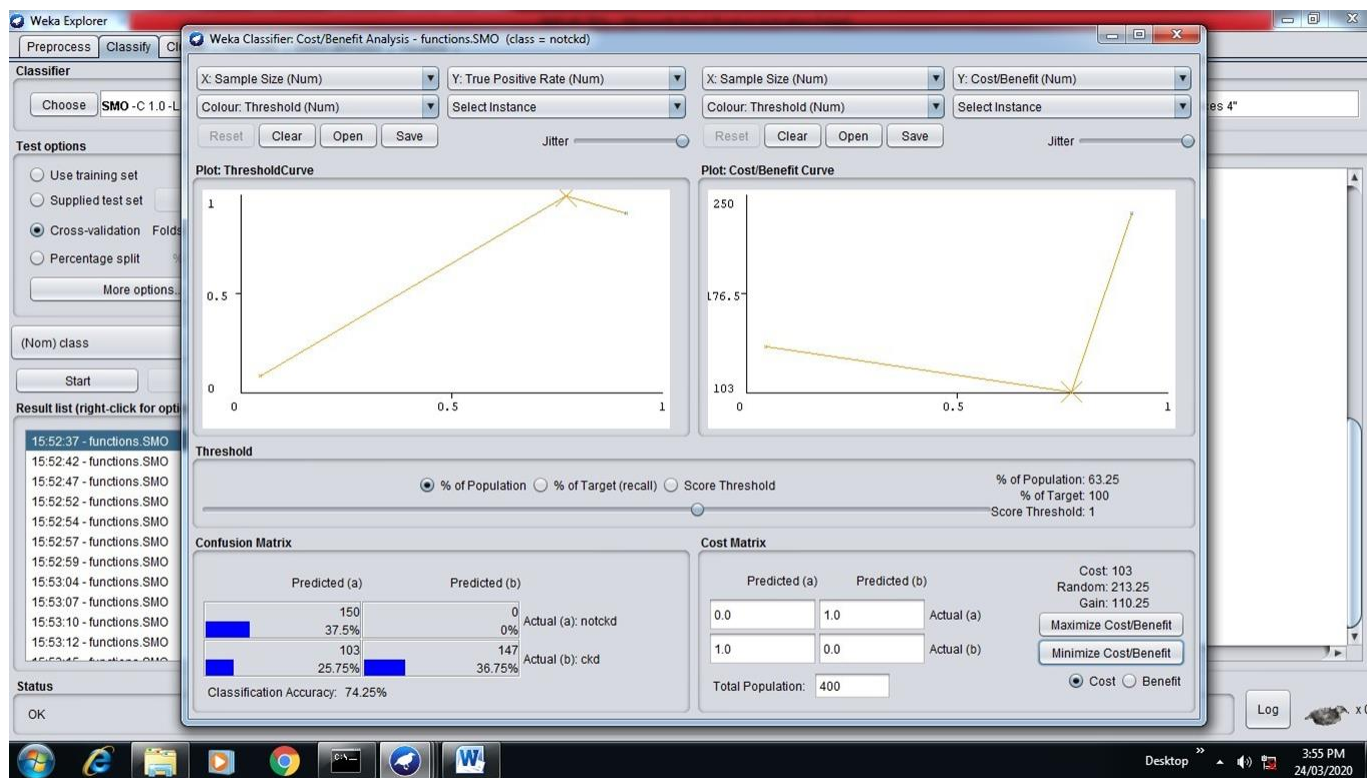 Weka Explorer
Preprocess Classify Cl
Classifier
Choose SMO -C 1.0 -L
Test options
Use training set
Supplied test set
Cross-validation Folds
Percentage split %
More options..
(Nom) class
Start
Result list (right-click for opti
15:52:37 - functions.SMO
15:52:42 - functions.SMO
15:52:47 - functions.SMO
15:52:52 - functions.SMO
15:52:54 - functions.SMO
15:52:57 - functions.SMO
15:52:59 - functions.SMO
15:53:04 - functions.SMO
15:53:07 - functions.SMO
15:53:10 - functions.SMO
15:53:12 - functions.SMO
Status
OK
Weka Classifier: Cost/Benefit Analysis - functions.SMO (class = notckd)
X: Sample Size (Num) Y: True Positive Rate (Num)
Colour: Threshold (Num) Select Instance
Reset Clear Open Save Jitter
Plot: ThresholdCurve
1
0.5
0
0 0.5 1
X: Sample Size (Num) Y: Cost/Benefit (Num)
Colour: Threshold (Num) Select Instance
Reset Clear Open Save Jitter
Plot: Cost/Benefit Curve
250
176.5
103
0 0.5 1
Threshold
% of Population % of Target (recall) Score Threshold
% of Population: 63.25
% of Target: 100
Score Threshold: 1
Confusion Matrix
Predicted (a) Predicted (b)
150 0
37.5% 0%
Actual (a): notckd
103 147
25.75% 36.75%
Actual (b): ckd
Classification Accuracy: 74.25%
Cost Matrix
Predicted (a) Predicted (b)
0.0 1.0 Actual (a)
1.0 0.0 Actual (b)
Total Population: 400
Cost: 103
Random: 213.25
Gain: 110.25
Maximize Cost/Benefit
Minimize Cost/Benefit
Cost Benefit
es 4"
Log x 0
Desktop
3:55 PM
24/03/2020